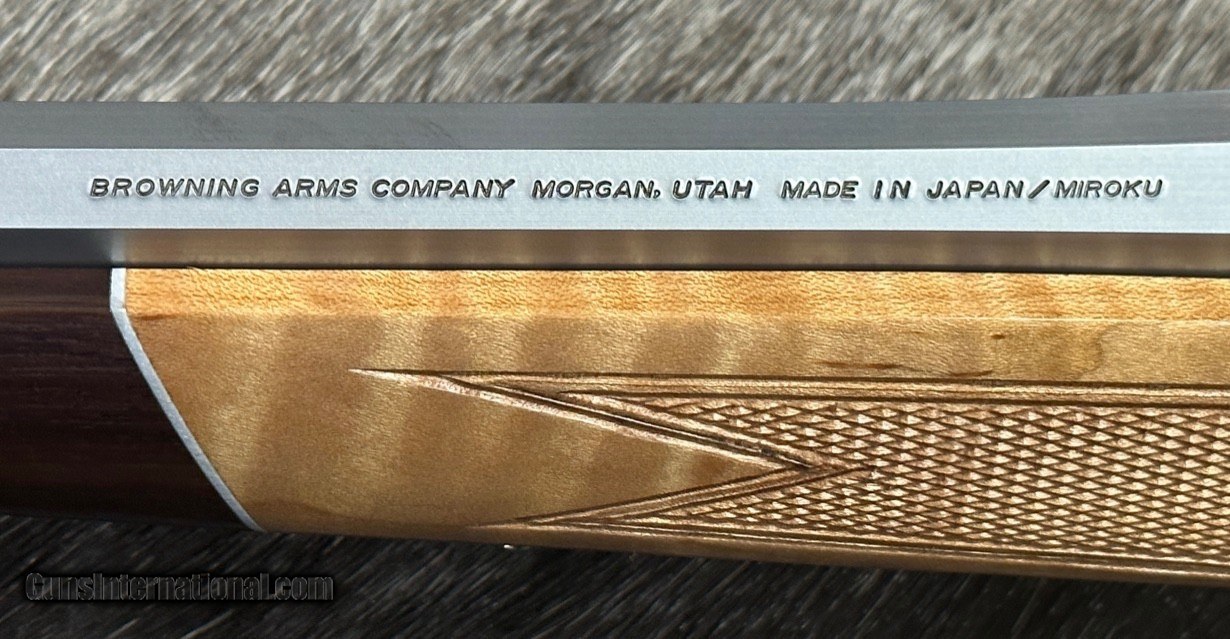 BROWNING ARMS COMPANY MORGAN, UTAH MADE IN JAPAN/MIROKU
GunsInternational.com